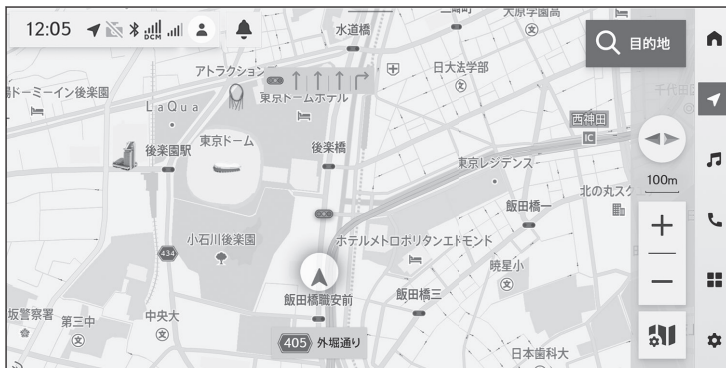 12:05
DCM
水道橋
大原学園高
目的地
アトラクション
日大法学部
ドーミーイン後楽園
LaQua
東京ドームホテル
千代田
西神田
IC
東京ドーム
後楽園駅
後楽橋
東京レジデンス
100m
北の丸スク
飯田橋一
小石川後楽園
ホテルメトロポリタンエドモンド
434
暁星小
飯田橋職安前
飯田橋三
坂警察署
第三中
中央大
文
405 外堀通り
日本歯科大
文